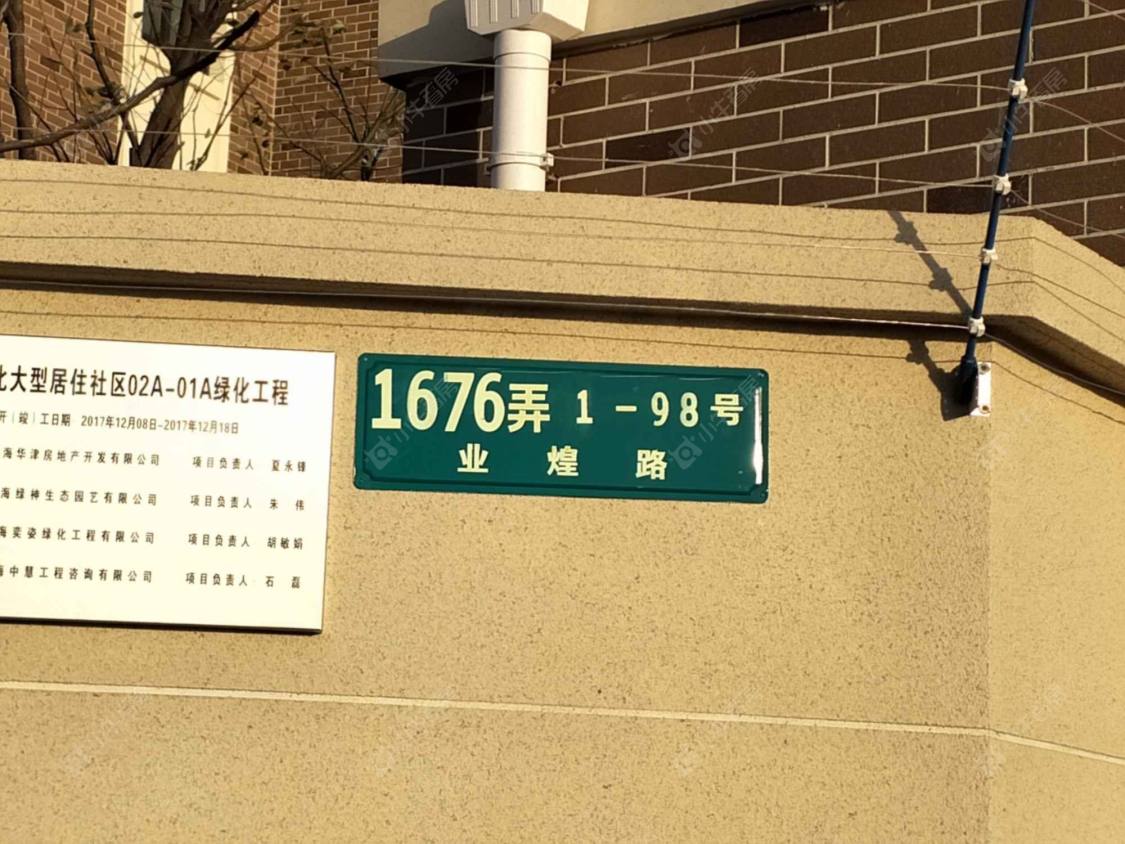 北大型居住社区02A-01A绿化工程
开（竣）工日期 2017年12月08日-2017年12月18日
海华津房地产开发有限公司 项目负责人 夏永锋
海绿神生态园艺有限公司 项目负责人 朱伟
海奕姿绿化工程有限公司 项目负责人 胡敏娟
海中慧工程咨询有限公司 项目负责人 石磊
1676弄 1-98号
业煌路
小牛看房